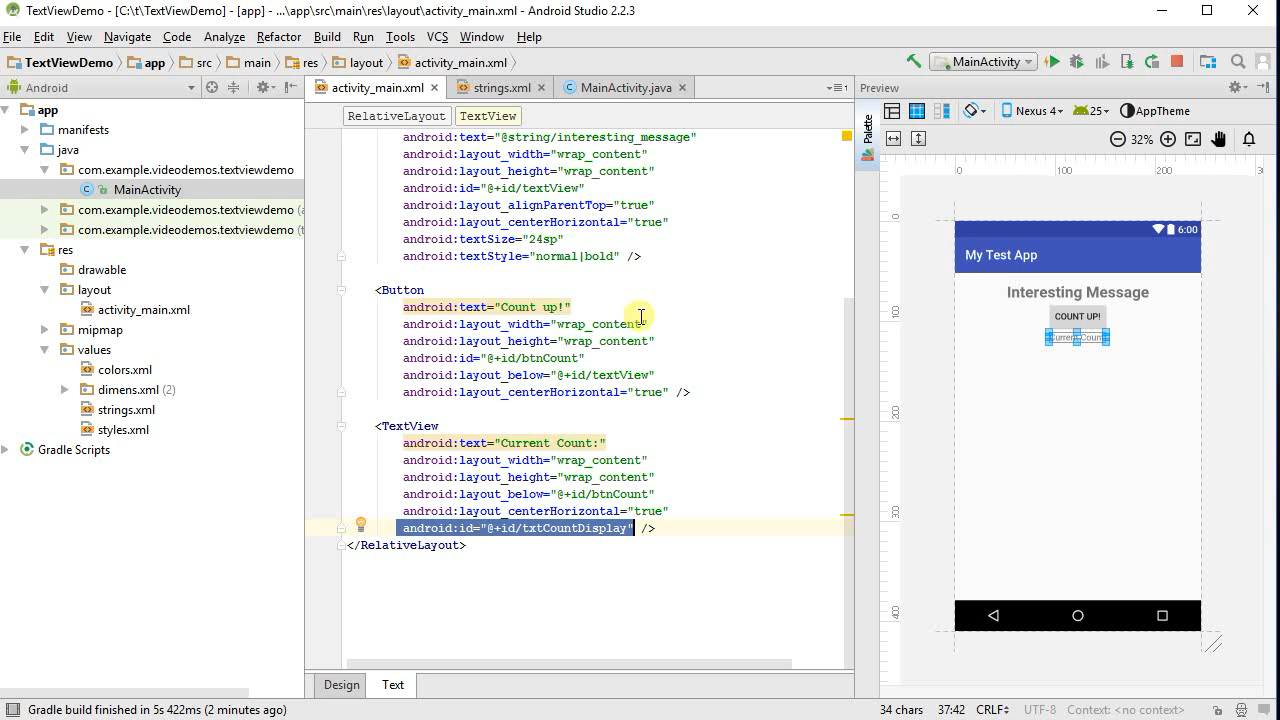 TextViewDemo - [C:\t\TextViewDemo] - [app] - ...\app\src\main\res\layout\activity_main.xml - Android Studio 2.2.3
File Edit View Navigate Code Analyze Refactor Build Run Tools VCS Window Help
TextViewDemo app src main res layout activity_main.xml MainActivity
Android
app
manifests
java
com.example.videodemos.textviewdemo
MainActivity
com.example.videodemos.textviewdemo (a
com.example.videodemos.textviewdemo (t
res
drawable
layout
activity_main.xml
mipmap
values
colors.xml
dimens.xml (2)
strings.xml
styles.xml
Gradle Scripts
activity_main.xml strings.xml MainActivity.java
RelativeLayout TextView
android:text="@string/interesting_message"
android:layout_width="wrap_content"
android:layout_height="wrap_content"
android:id="@+id/textView"
android:layout_alignParentTop="true"
android:layout_centerHorizontal="true"
android:textSize="24sp"
android:textStyle="normal|bold" />
<Button
android:text="Count up!"
android:layout_width="wrap_content"
android:layout_height="wrap_content"
android:id="@+id/btnCount"
android:layout_below="@+id/textView"
android:layout_centerHorizontal="true" />
<TextView
android:text="Current Count:"
android:layout_width="wrap_content"
android:layout_height="wrap_content"
android:layout_below="@+id/btnCount"
android:layout_centerHorizontal="true"
android:id="@+id/txtCountDisplay" />
</RelativeLayout>
Design Text
Preview
Palette
Nexus 4 25 AppTheme
32%
0 100 200
0
100
200
300
400
6:00
My Test App
Interesting Message
COUNT UP!
Current Count:
Gradle build finished in 5s 422ms (2 minutes ago)
34 chars 37:42 CRLF UTF-8 Context: <no context>